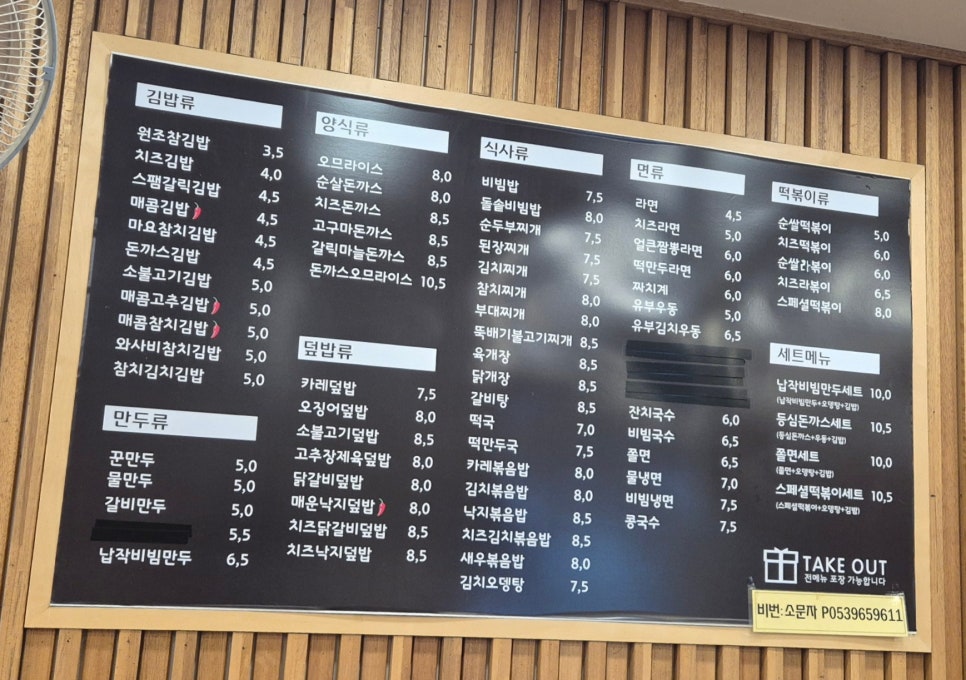 김밥류
원조참김밥 3,5
치즈김밥 4,0
스팸갈릭김밥 4,5
매콤김밥 4,5
마요참치김밥 4,5
돈까스김밥 4,5
소불고기김밥 5,0
매콤고추김밥 5,0
매콤참치김밥 5,0
와사비참치김밥 5,0
참치김치김밥 5,0
만두류
꾼만두 5,0
물만두 5,0
갈비만두 5,0
5,5
납작비빔만두 6,5
양식류
오므라이스 8,0
순살돈까스 8,0
치즈돈까스 8,5
고구마돈까스 8,5
갈릭마늘돈까스 8,5
돈까스오므라이스 10,5
덮밥류
카레덮밥 7,5
오징어덮밥 8,0
소불고기덮밥 8,5
고추장제육덮밥 8,0
닭갈비덮밥 8,0
매운낙지덮밥 8,0
치즈닭갈비덮밥 8,5
치즈낙지덮밥 8,5
식사류
비빔밥 7,5
돌솥비빔밥 8,0
순두부찌개 7,5
된장찌개 7,5
김치찌개 7,5
참치찌개 8,0
부대찌개 8,0
뚝배기불고기찌개 8,5
육개장 8,5
닭개장 8,5
갈비탕 8,5
떡국 7,0
떡만두국 7,5
카레볶음밥 8,0
김치볶음밥 8,0
낙지볶음밥 8,5
치즈김치볶음밥 8,5
새우볶음밥 8,0
김치오뎅탕 7,5
면류
라면 4,5
치즈라면 5,0
얼큰짬뽕라면 6,0
떡만두라면 6,0
짜치계 6,0
유부우동 5,0
유부김치우동 6,5
잔치국수 6,0
비빔국수 6,5
쫄면 6,5
물냉면 7,0
비빔냉면 7,5
콩국수 7,5
떡볶이류
순쌀떡볶이 5,0
치즈떡볶이 6,0
순쌀라볶이 6,0
치즈라볶이 6,5
스페셜떡볶이 8,0
세트메뉴
납작비빔만두세트 10,0
(납작비빔만두+오뎅탕+김밥)
등심돈까스세트 10,5
(등심돈까스+우동+김밥)
쫄면세트 10,0
(쫄면+오뎅탕+김밥)
스페셜떡볶이세트 10,5
(스페셜떡볶이+오뎅탕+김밥)
TAKE OUT
전메뉴 포장 가능합니다
비번:소문자 P0539659611